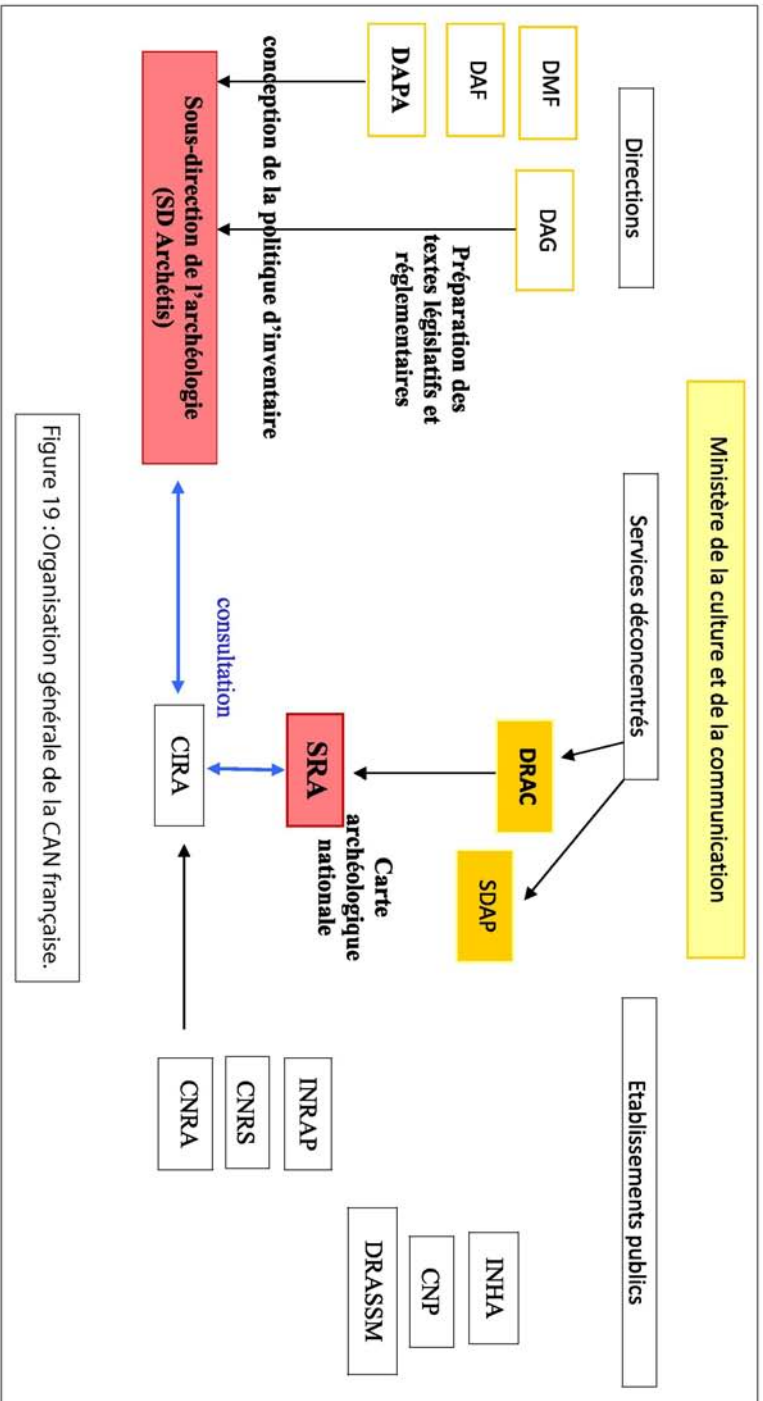 Ministère de la culture et de la communication
Directions
Services déconcentrés
Etablissements publics
DMF
DAG
DAF
DAPA
DRAC
SDAP
INHA
CNP
DRASSM
Préparation des
textes législatifs et
réglementaires
Carte
archéologique
nationale
SRA
INRAP
CNRS
CNRA
conception de la politique d'inventaire
consultation
Sous-direction de l'archéologie
(SD Archétis)
CIRA
Figure 19 : Organisation générale de la CAN française.